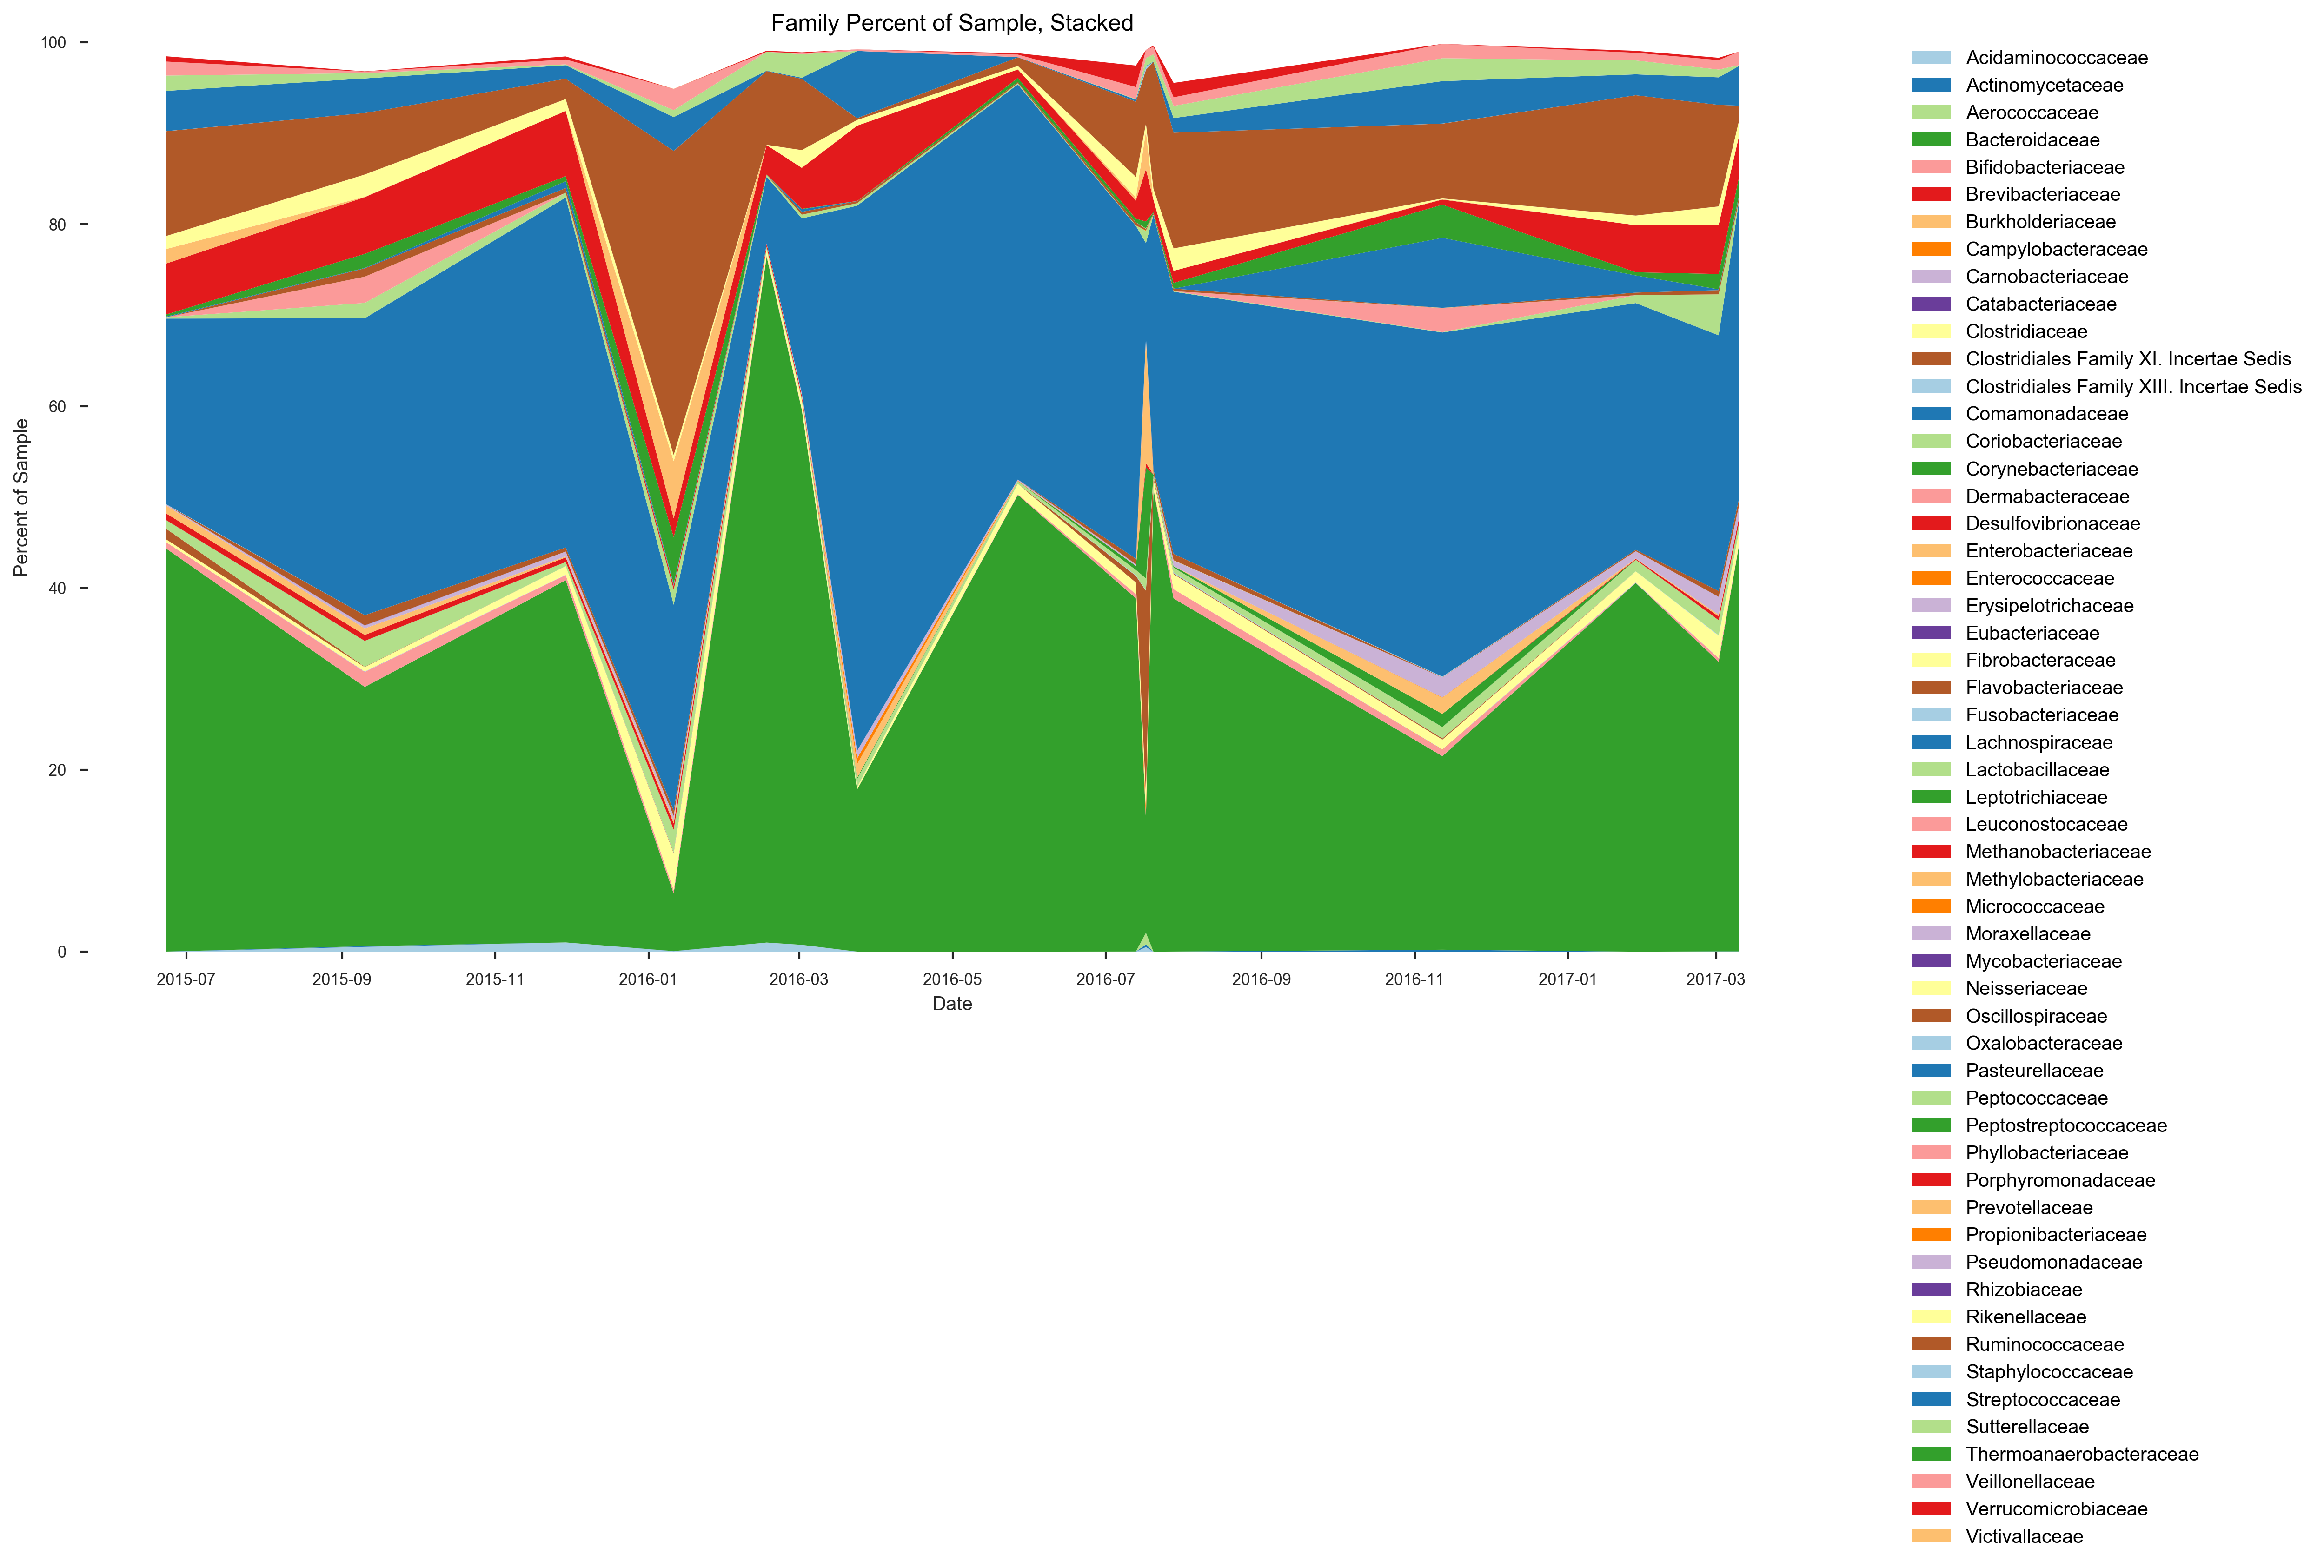 Family Percent of Sample, Stacked
100
80
60
40
20
0
Percent of Sample
2015-07
2015-09
2015-11
2016-01
2016-03
2016-05
2016-07
2016-09
2016-11
2017-01
2017-03
Date
Acidaminococcaceae
Actinomycetaceae
Aerococcaceae
Bacteroidaceae
Bifidobacteriaceae
Brevibacteriaceae
Burkholderiaceae
Campylobacteraceae
Carnobacteriaceae
Catabacteriaceae
Clostridiaceae
Clostridiales Family XI. Incertae Sedis
Clostridiales Family XIII. Incertae Sedis
Comamonadaceae
Coriobacteriaceae
Corynebacteriaceae
Dermabacteraceae
Desulfovibrionaceae
Enterobacteriaceae
Enterococcaceae
Erysipelotrichaceae
Eubacteriaceae
Fibrobacteraceae
Flavobacteriaceae
Fusobacteriaceae
Lachnospiraceae
Lactobacillaceae
Leptotrichiaceae
Leuconostocaceae
Methanobacteriaceae
Methylobacteriaceae
Micrococcaceae
Moraxellaceae
Mycobacteriaceae
Neisseriaceae
Oscillospiraceae
Oxalobacteraceae
Pasteurellaceae
Peptococcaceae
Peptostreptococcaceae
Phyllobacteriaceae
Porphyromonadaceae
Prevotellaceae
Propionibacteriaceae
Pseudomonadaceae
Rhizobiaceae
Rikenellaceae
Ruminococcaceae
Staphylococcaceae
Streptococcaceae
Sutterellaceae
Thermoanaerobacteraceae
Veillonellaceae
Verrucomicrobiaceae
Victivallaceae